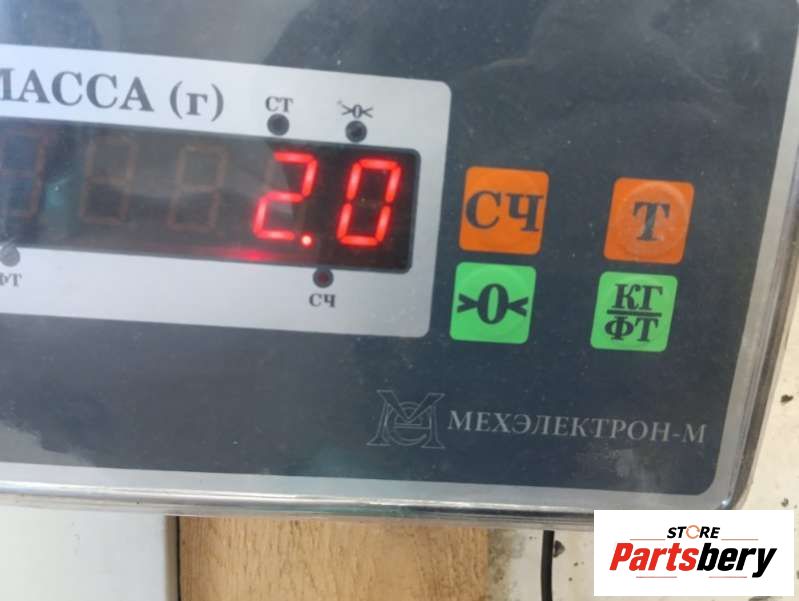 МАССА (г)
СТ
>0<
2.0
ФТ
СЧ
СЧ
Т
>0<
КГ
ФТ
МЕХЭЛЕКТРОН-М
STORE
Partsbery